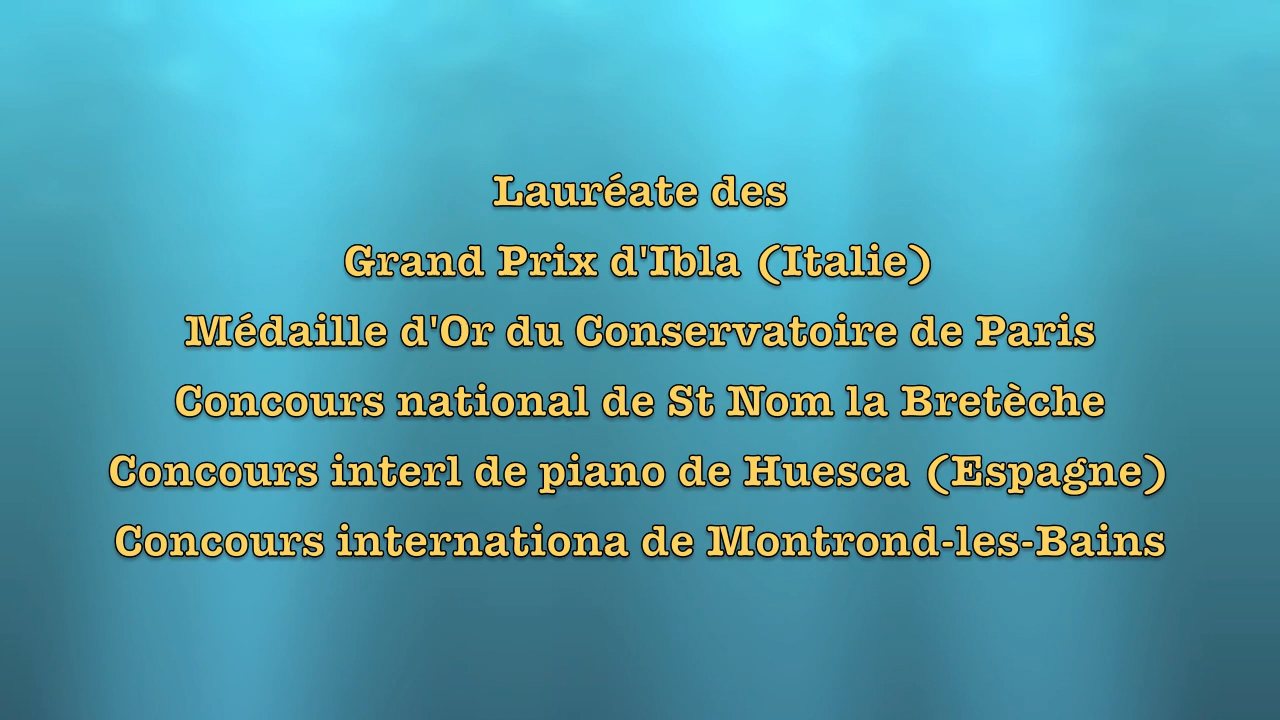 Lauréate des
Grand Prix d'Ibla (Italie)
Médaille d'Or du Conservatoire de Paris
Concours national de St Nom la Bretèche
Concours interl de piano de Huesca (Espagne)
Concours internationa de Montrond-les-Bains